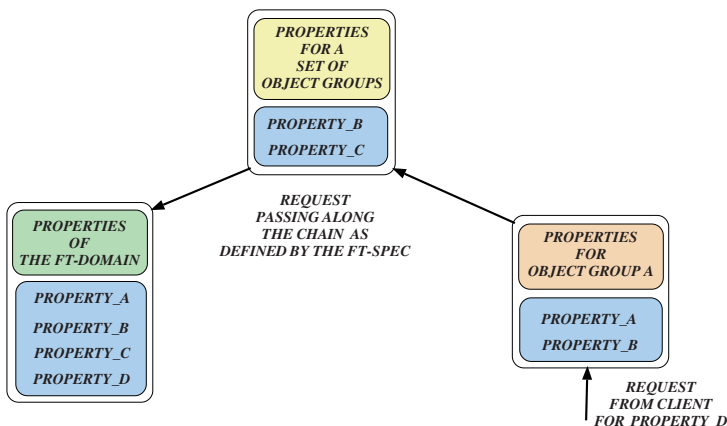 PROPERTIES
FOR A
SET OF
OBJECT GROUPS
PROPERTY_B
PROPERTY_C
REQUEST
PASSING ALONG
THE CHAIN AS
DEFINED BY THE FT-SPEC
PROPERTIES
OF
THE FT-DOMAIN
PROPERTY_A
PROPERTY_B
PROPERTY_C
PROPERTY_D
PROPERTIES
FOR
OBJECT GROUP A
PROPERTY_A
PROPERTY_B
REQUEST
FROM CLIENT
FOR PROPERTY_D